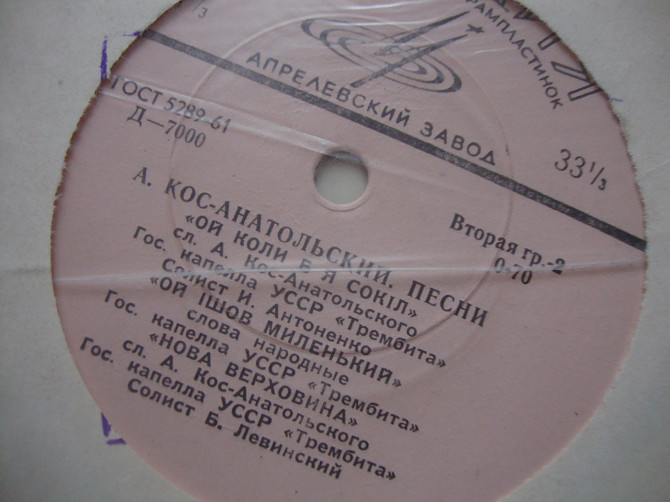 /3
ГРАМПЛАСТИНОК
АПРЕЛЕВСКИЙ ЗАВОД
ГОСТ 5289-61
Д—7000
33⅓
Вторая гр.-2
0-70
А. КОС-АНАТОЛЬСКИЙ. ПЕСНИ
«ОЙ КОЛИ Б Я СОКІЛ»
сл. А. Кос-Анатольского
Гос. капелла УССР «Трембита»
Солист И. Антоненко
«ОЙ ІШОВ МИЛЕНЬКИЙ»
слова народные
Гос. капелла УССР «Трембита»
«НОВА ВЕРХОВИНА»
сл. А. Кос-Анатольского
Гос. капелла УССР «Трембита»
Солист Б. Левинский